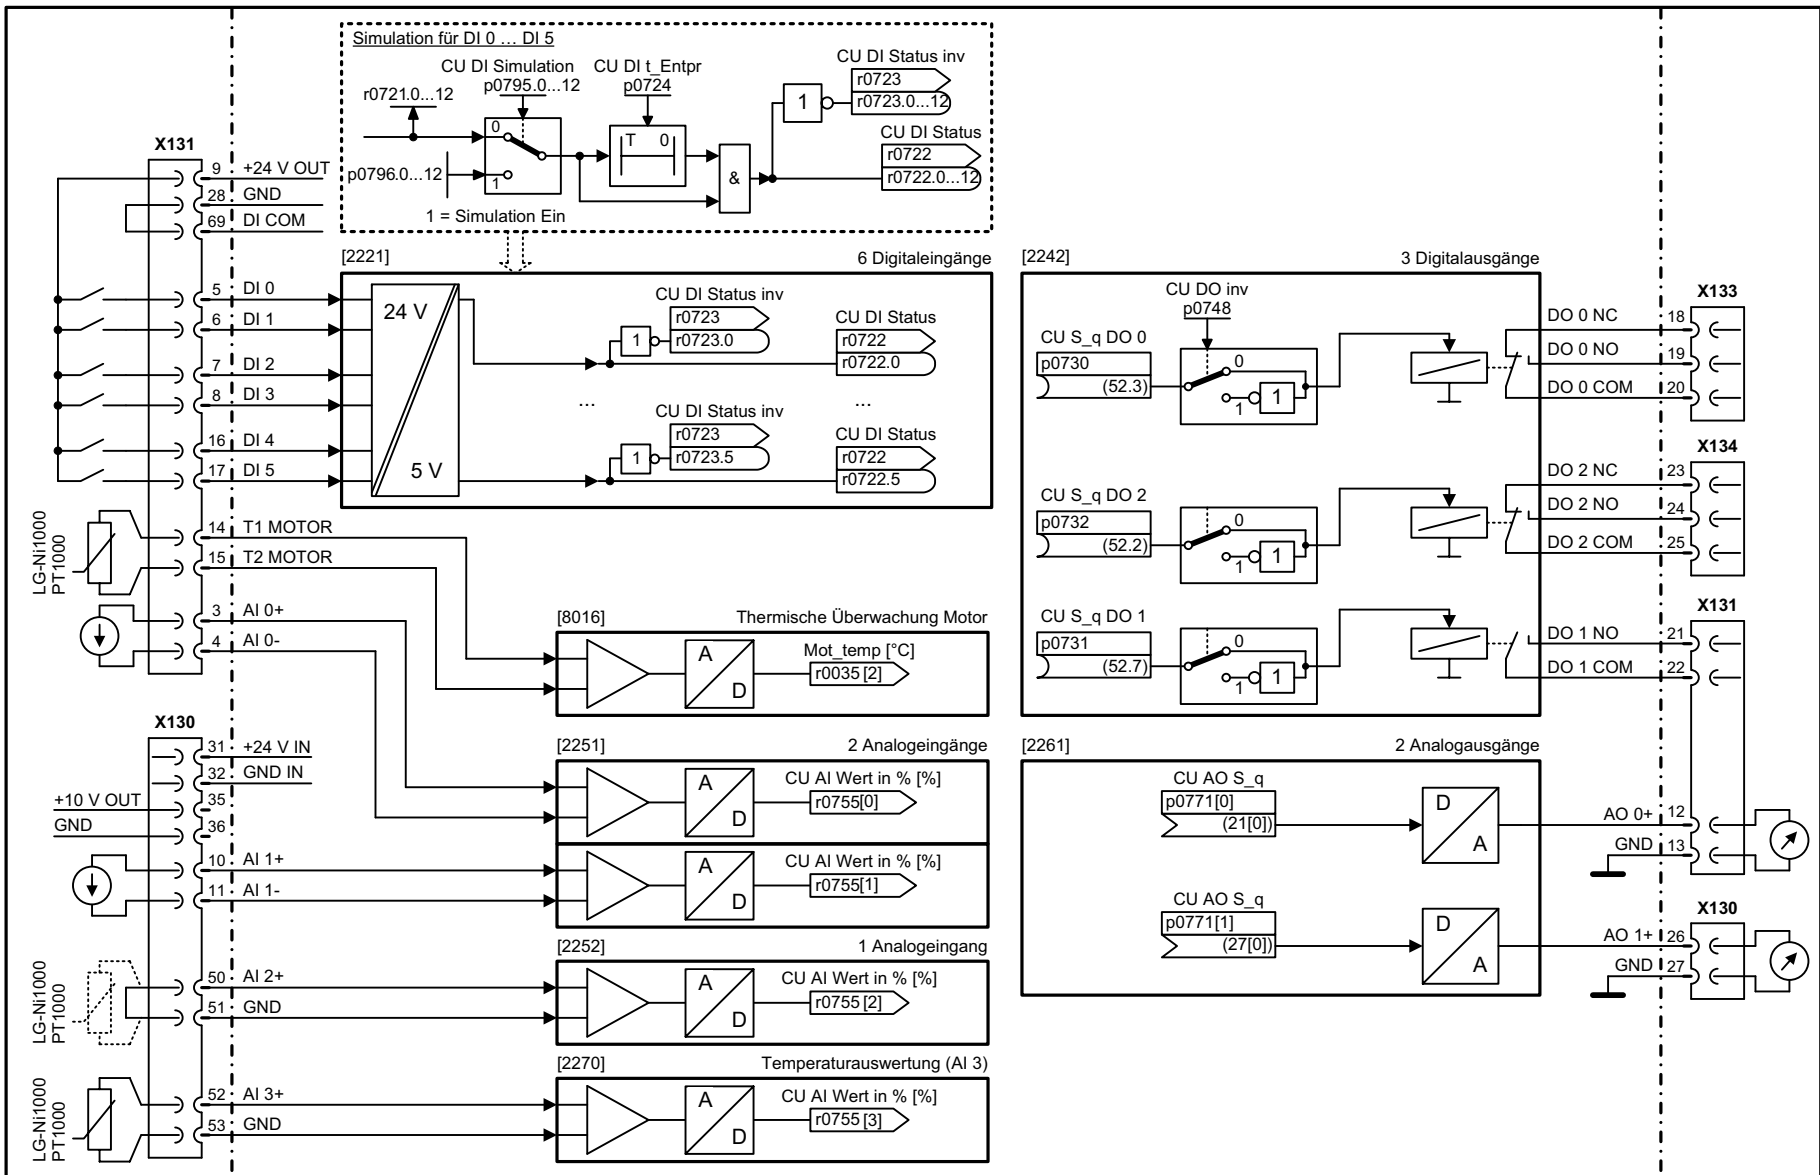 Simulation für DI 0 ... DI 5
CU DI Simulation
p0795.0...12
CU DI t_Entpr
p0724
CU DI Status inv
r0723
r0723.0...12
r0721.0...12
0
1
T 0
1
&
CU DI Status
r0722
r0722.0...12
p0796.0...12
1 = Simulation Ein
X131
9 +24 V OUT
28 GND
69 DI COM
5 DI 0
6 DI 1
7 DI 2
8 DI 3
16 DI 4
17 DI 5
LG-Ni1000
PT1000
14 T1 MOTOR
15 T2 MOTOR
3 AI 0+
4 AI 0-
X130
31 +24 V IN
32 GND IN
+10 V OUT 35
GND 36
10 AI 1+
11 AI 1-
LG-Ni1000
PT1000
50 AI 2+
51 GND
LG-Ni1000
PT1000
52 AI 3+
53 GND
[2221] 6 Digitaleingänge
24 V
5 V
CU DI Status inv
r0723
r0723.0
1
CU DI Status
r0722
r0722.0
... ...
CU DI Status inv
r0723
r0723.5
1
CU DI Status
r0722
r0722.5
[8016] Thermische Überwachung Motor
A
D
Mot_temp [°C]
r0035 [2]
[2251] 2 Analogeingänge
A
D
CU AI Wert in % [%]
r0755[0]
A
D
CU AI Wert in % [%]
r0755[1]
[2252] 1 Analogeingang
A
D
CU AI Wert in % [%]
r0755 [2]
[2270] Temperaturauswertung (AI 3)
A
D
CU AI Wert in % [%]
r0755 [3]
[2242] 3 Digitalausgänge
CU DO inv
p0748
CU S_q DO 0
p0730
(52.3)
0
1 1
CU S_q DO 2
p0732
(52.2)
0
1 1
CU S_q DO 1
p0731
(52.7)
0
1 1
X133
DO 0 NC 18
DO 0 NO 19
DO 0 COM 20
X134
DO 2 NC 23
DO 2 NO 24
DO 2 COM 25
X131
DO 1 NO 21
DO 1 COM 22
[2261] 2 Analogausgänge
CU AO S_q
p0771[0]
(21[0])
D
A
AO 0+ 12
GND 13
CU AO S_q
p0771[1]
(27[0])
D
A
X130
AO 1+ 26
GND 27